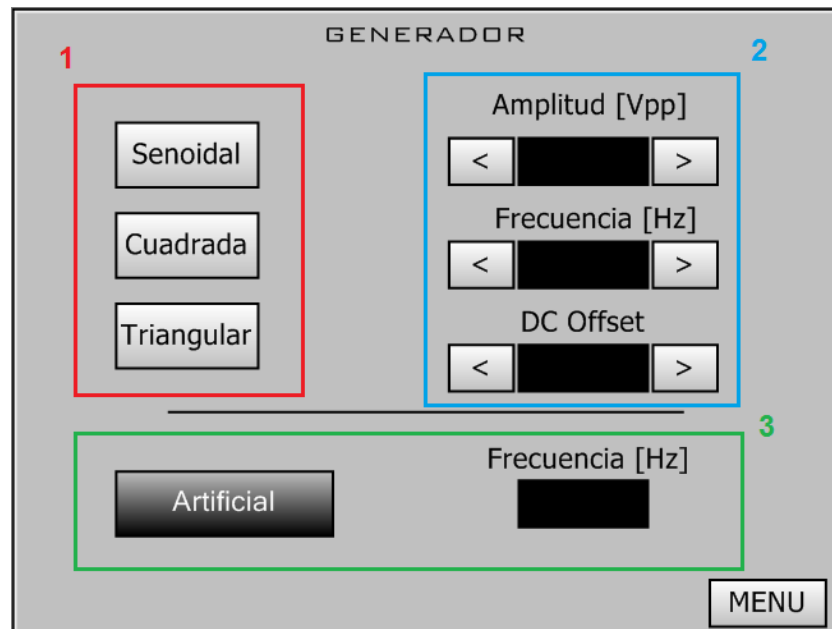 GENERADOR
1
Senoidal
Cuadrada
Triangular
2
Amplitud [Vpp]
< >
Frecuencia [Hz]
< >
DC Offset
< >
3
Artificial
Frecuencia [Hz]
MENU